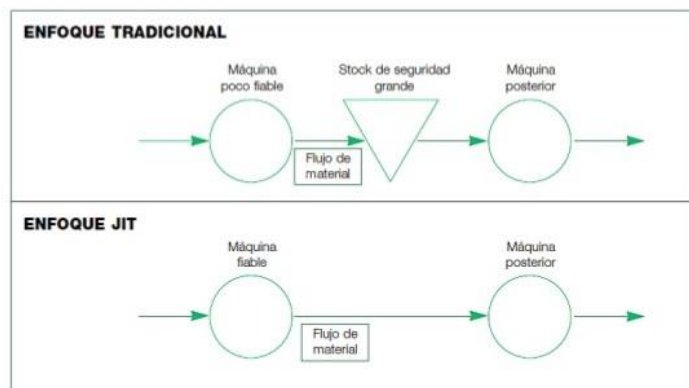 ENFOQUE TRADICIONAL
Máquina
poco fiable
Stock de seguridad
grande
Máquina
posterior
Flujo de
material
ENFOQUE JIT
Máquina
fiable
Máquina
posterior
Flujo de
material